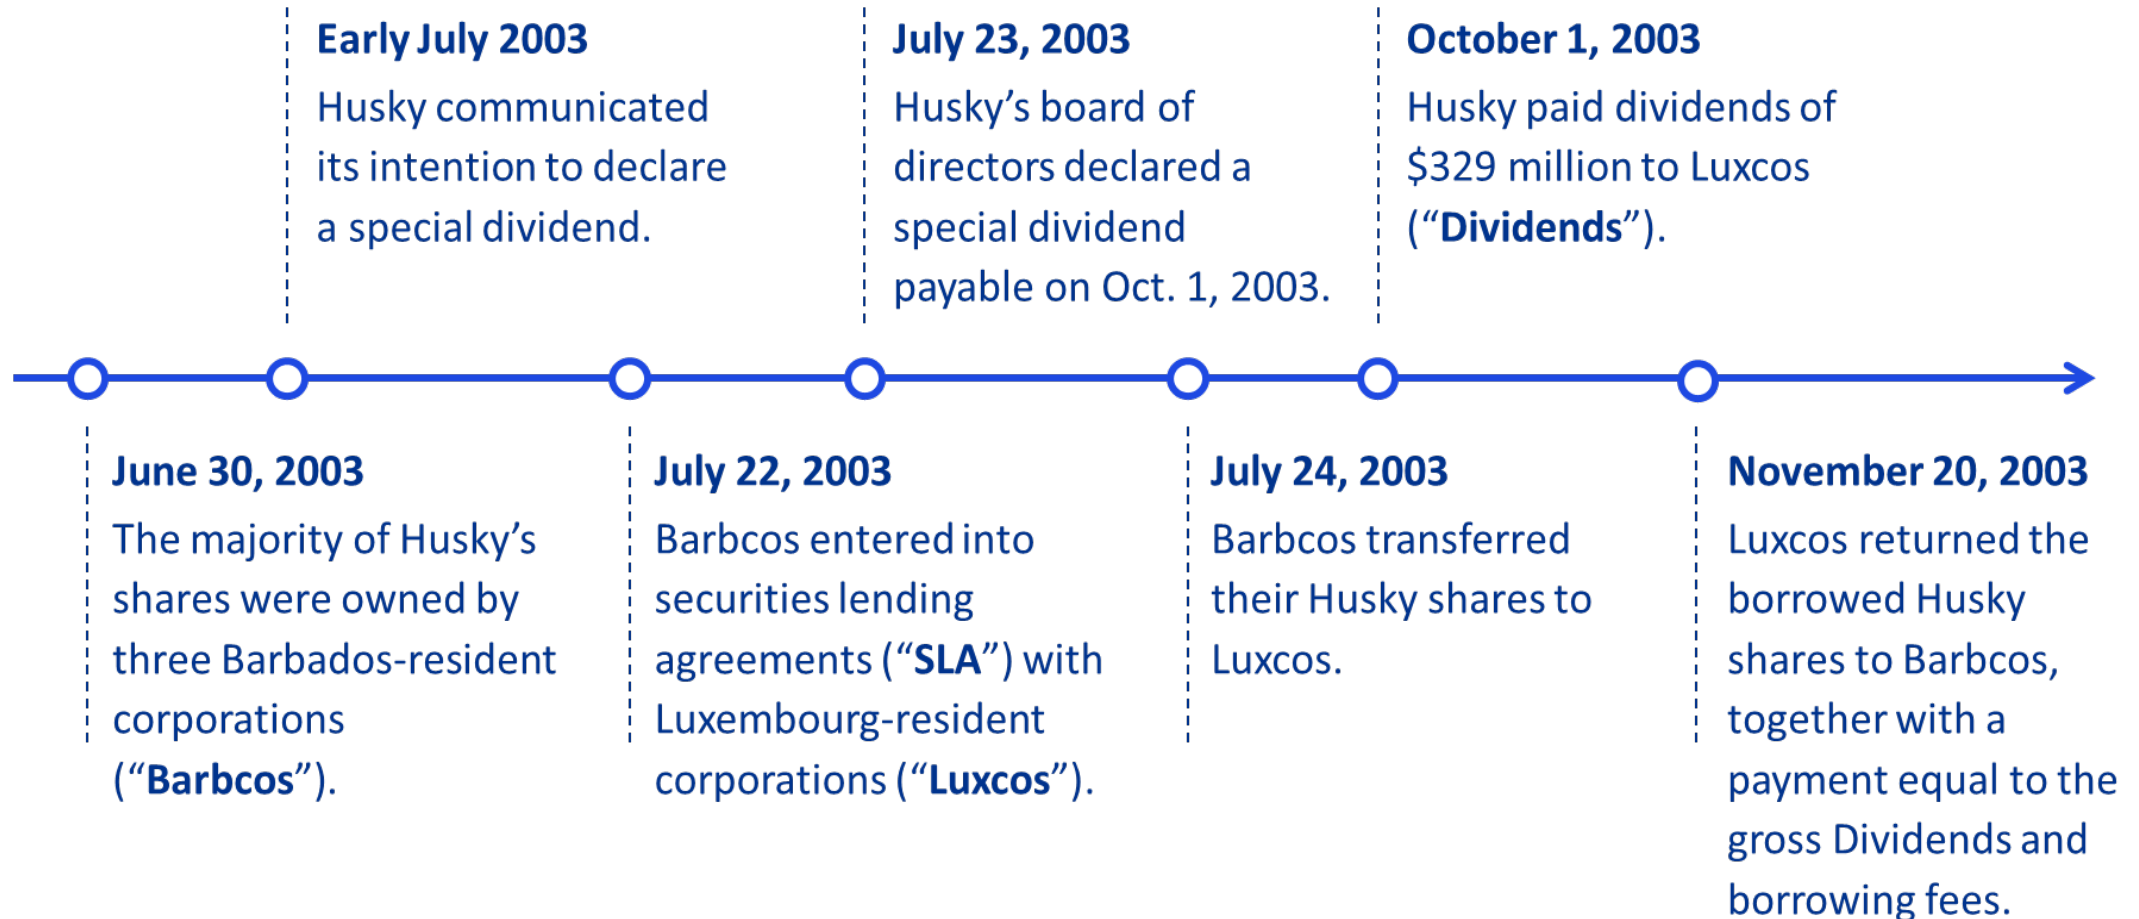 Early July 2003
Husky communicated
its intention to declare
a special dividend.
July 23, 2003
Husky’s board of
directors declared a
special dividend
payable on Oct. 1, 2003.
October 1, 2003
Husky paid dividends of
$329 million to Luxcos
(“Dividends”).
June 30, 2003
The majority of Husky’s
shares were owned by
three Barbados-resident
corporations
(“Barbcos”).
July 22, 2003
Barbcos entered into
securities lending
agreements (“SLA”) with
Luxembourg-resident
corporations (“Luxcos”).
July 24, 2003
Barbcos transferred
their Husky shares to
Luxcos.
November 20, 2003
Luxcos returned the
borrowed Husky
shares to Barbcos,
together with a
payment equal to the
gross Dividends and
borrowing fees.